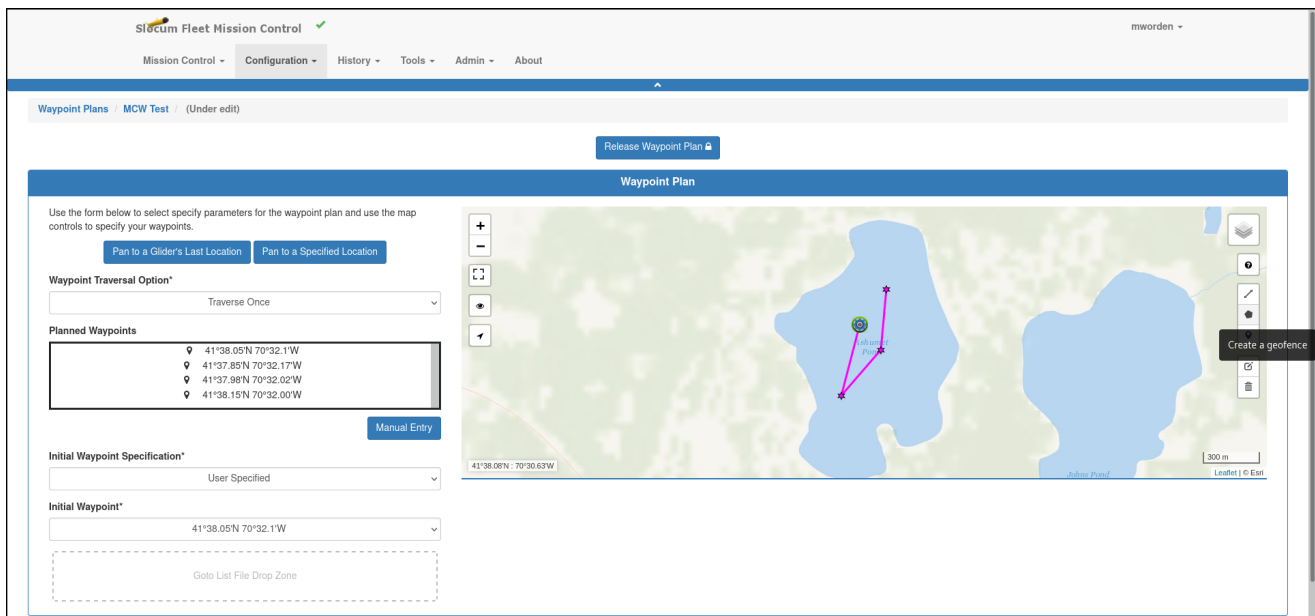 Slocum Fleet Mission Control
mworden
Mission Control
Configuration
History
Tools
Admin
About
Waypoint Plans / MCW Test / (Under edit)
Release Waypoint Plan
Waypoint Plan
Use the form below to select specify parameters for the waypoint plan and use the map
controls to specify your waypoints.
Pan to a Glider's Last Location
Pan to a Specified Location
Waypoint Traversal Option*
Traverse Once
Planned Waypoints
41°38.05'N 70°32.1'W
41°37.85'N 70°32.17'W
41°37.98'N 70°32.02'W
41°38.15'N 70°32.00'W
Manual Entry
Initial Waypoint Specification*
User Specified
Initial Waypoint*
41°38.05'N 70°32.1'W
Goto List File Drop Zone
+
−
Ashumet
Pond
Johns Pond
Create a geofence
41°38.08'N : 70°30.63'W
300 m
Leaflet | © Esri